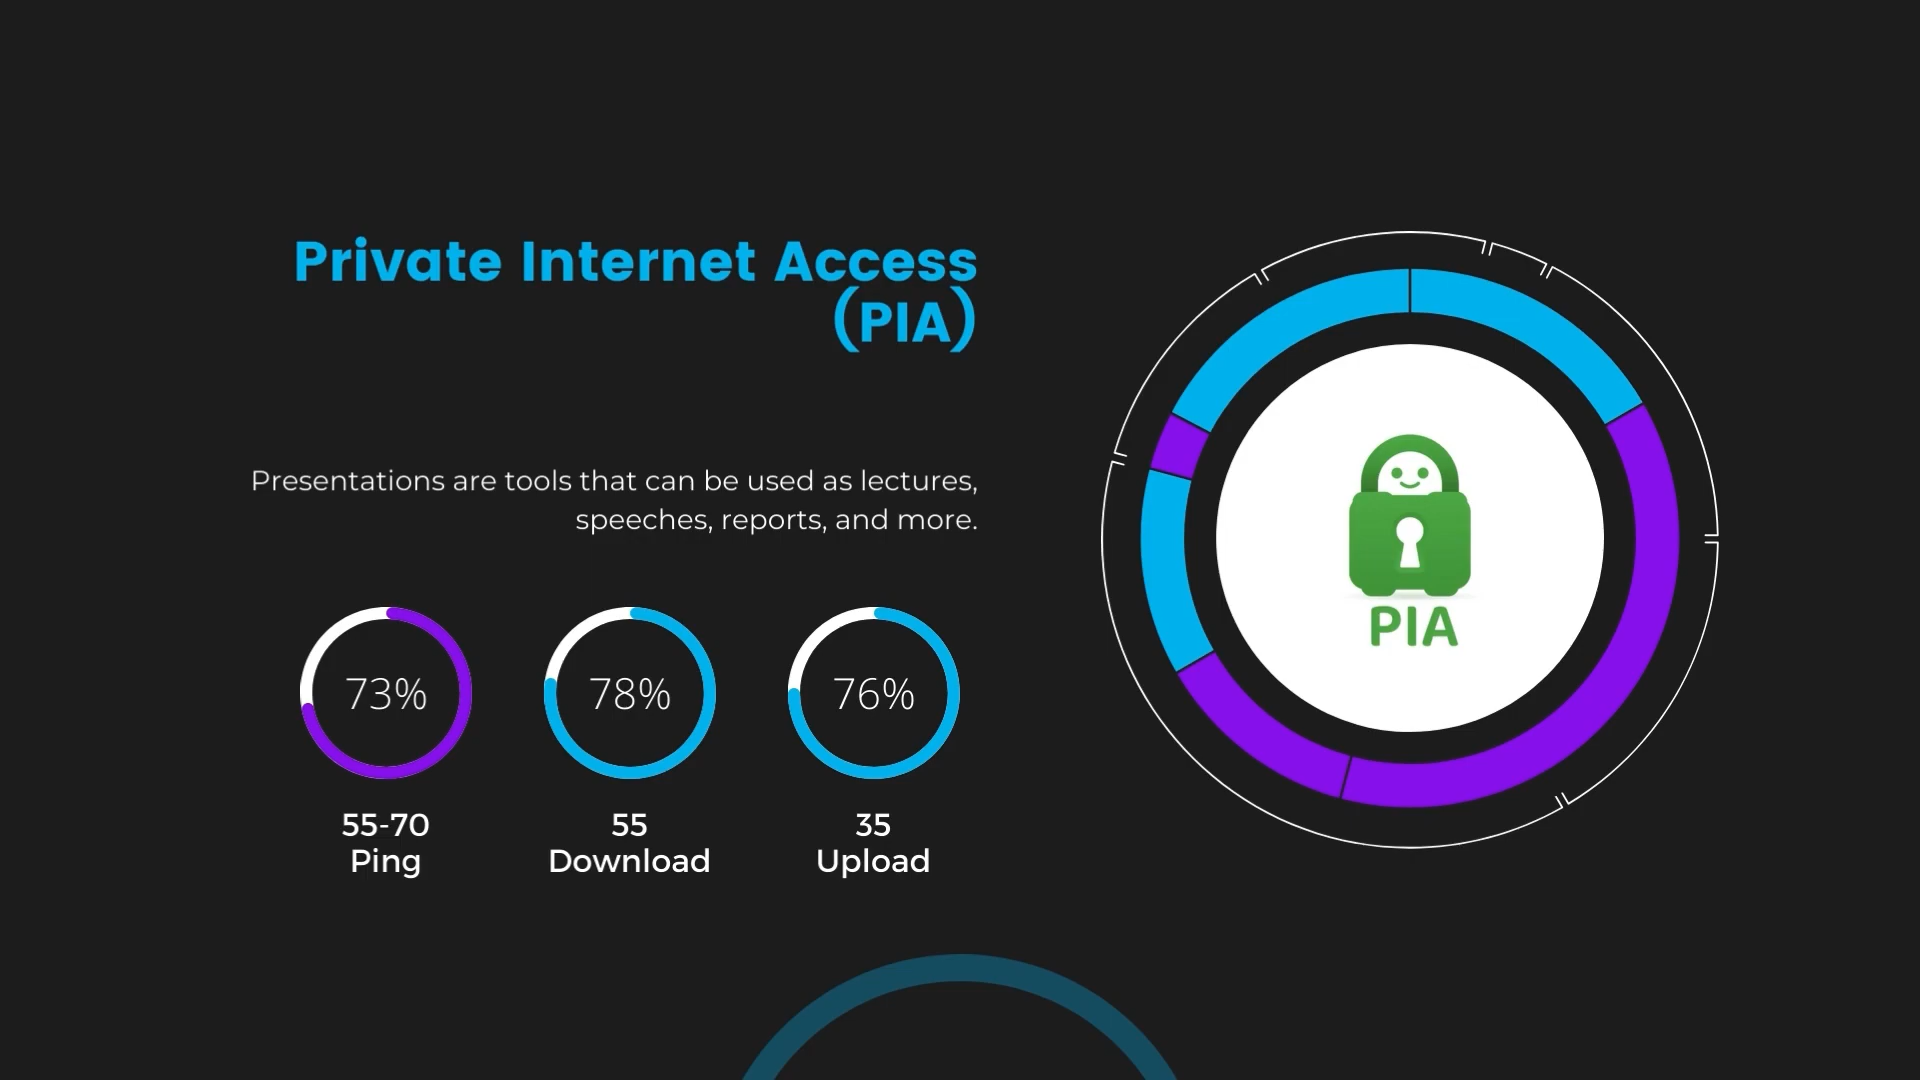 Private Internet Access
(PIA)
Presentations are tools that can be used as lectures,
speeches, reports, and more.
73%
78%
76%
55-70
Ping
55
Download
35
Upload
PIA